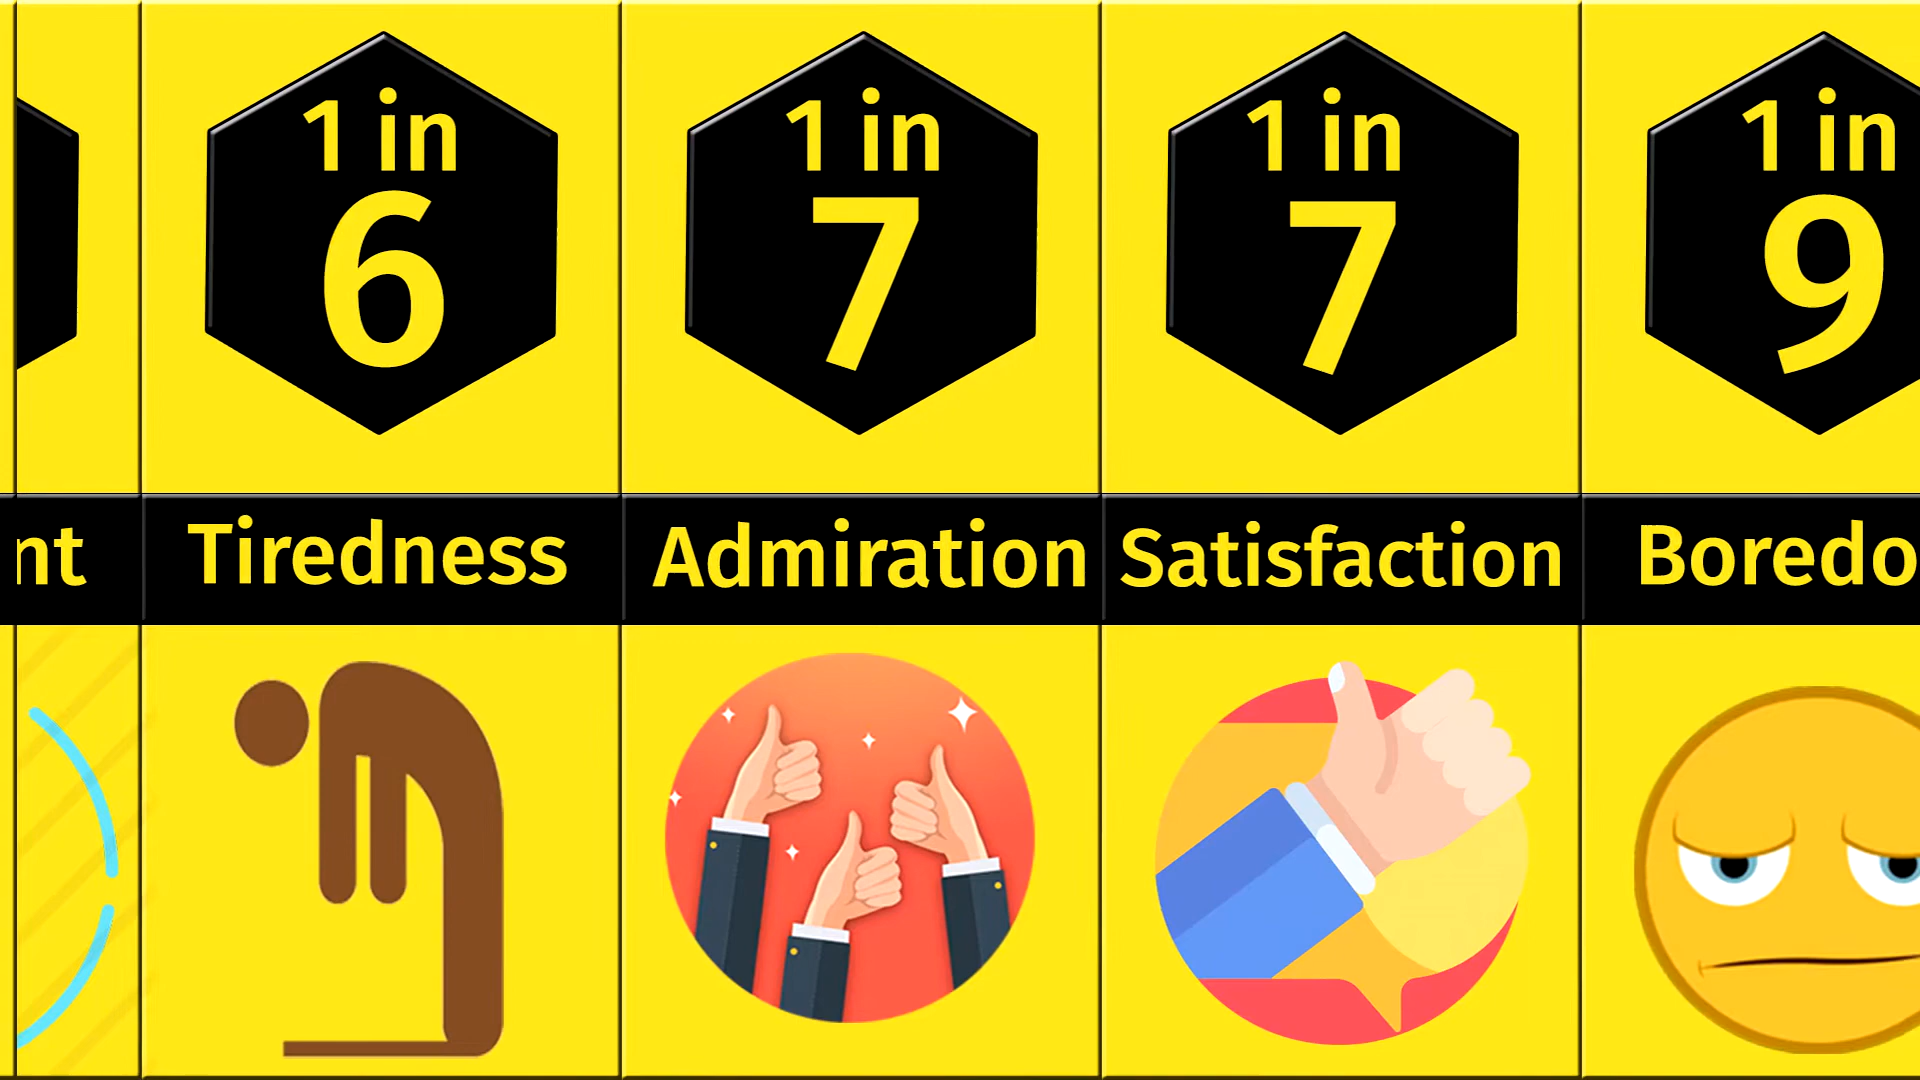 1 in
6
1 in
7
1 in
7
1 in
9
nt
Tiredness
Admiration
Satisfaction
Boredo